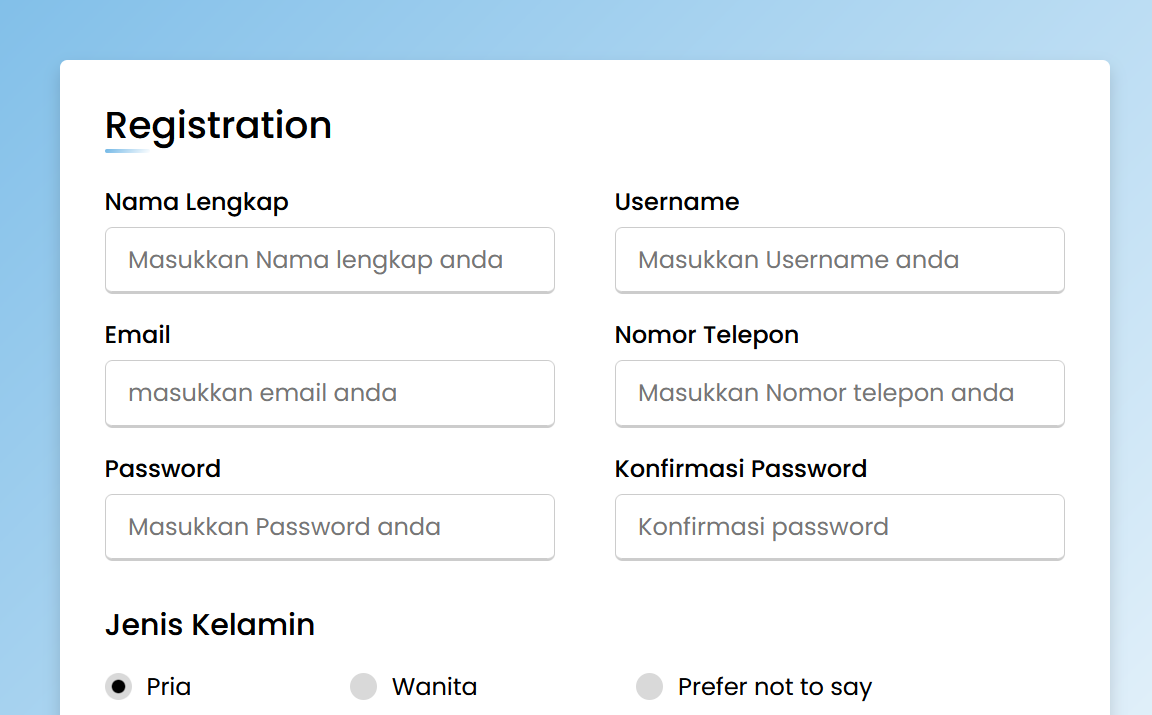 Registration
Nama Lengkap
Username
Masukkan Nama lengkap anda
Masukkan Username anda
Email
Nomor Telepon
masukkan email anda
Masukkan Nomor telepon anda
Password
Konfirmasi Password
Masukkan Password anda
Konfirmasi password
Jenis Kelamin
Pria
Wanita
Prefer not to say